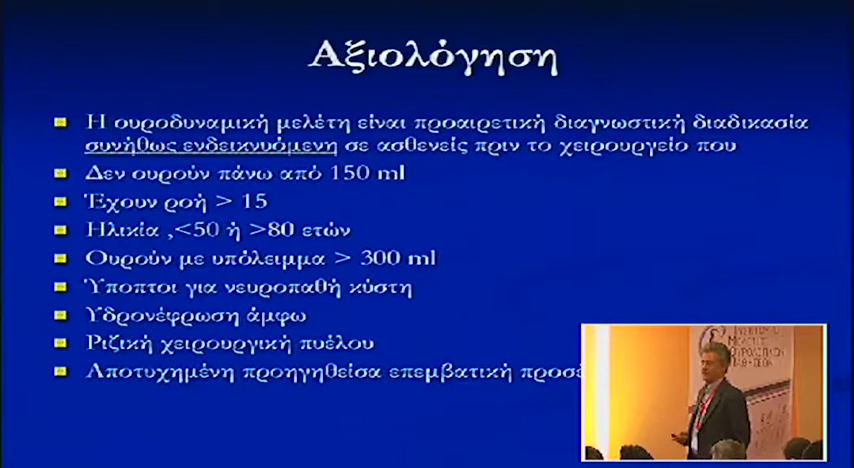 Αξιολόγηση
Η ουροδυναμική μελέτη είναι προαιρετική διαγνωστική διαδικασία
συνήθως ενδεικνυόμενη σε ασθενείς πριν το χειρουργείο που
Δεν ουρούν πάνω από 150 ml
Έχουν ροή > 15
Ηλικία ,<50 ή >80 ετών
Ουρούν με υπόλειμμα > 300 ml
Ύποπτοι για νευροπαθή κύστη
Υδρονέφρωση άμφω
Ριζική χειρουργική πυέλου
Αποτυχημένη προηγηθείσα επεμβατική